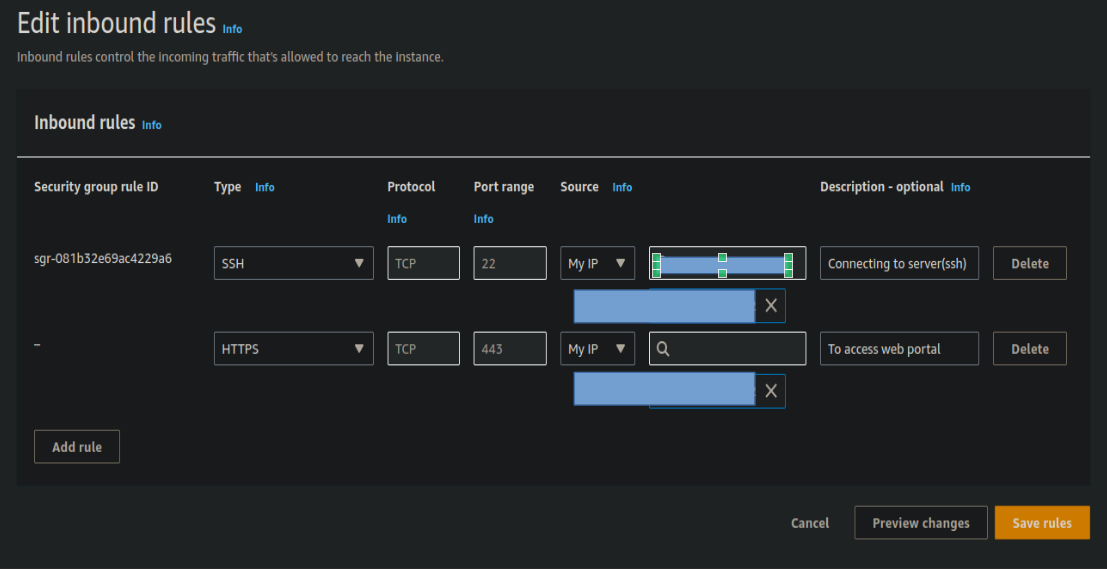 Edit inbound rules Info
Inbound rules control the incoming traffic that's allowed to reach the instance.
Inbound rules Info
Security group rule ID Type Info Protocol Info Port range Info Source Info Description - optional Info
sgr-081b32e69ac4229a6 SSH TCP 22 My IP Connecting to server(ssh) Delete
– HTTPS TCP 443 My IP To access web portal Delete
Add rule
Cancel Preview changes Save rules